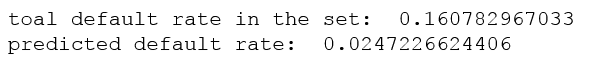 toal default rate in the set:  0.160782967033
predicted default rate:  0.0247226624406